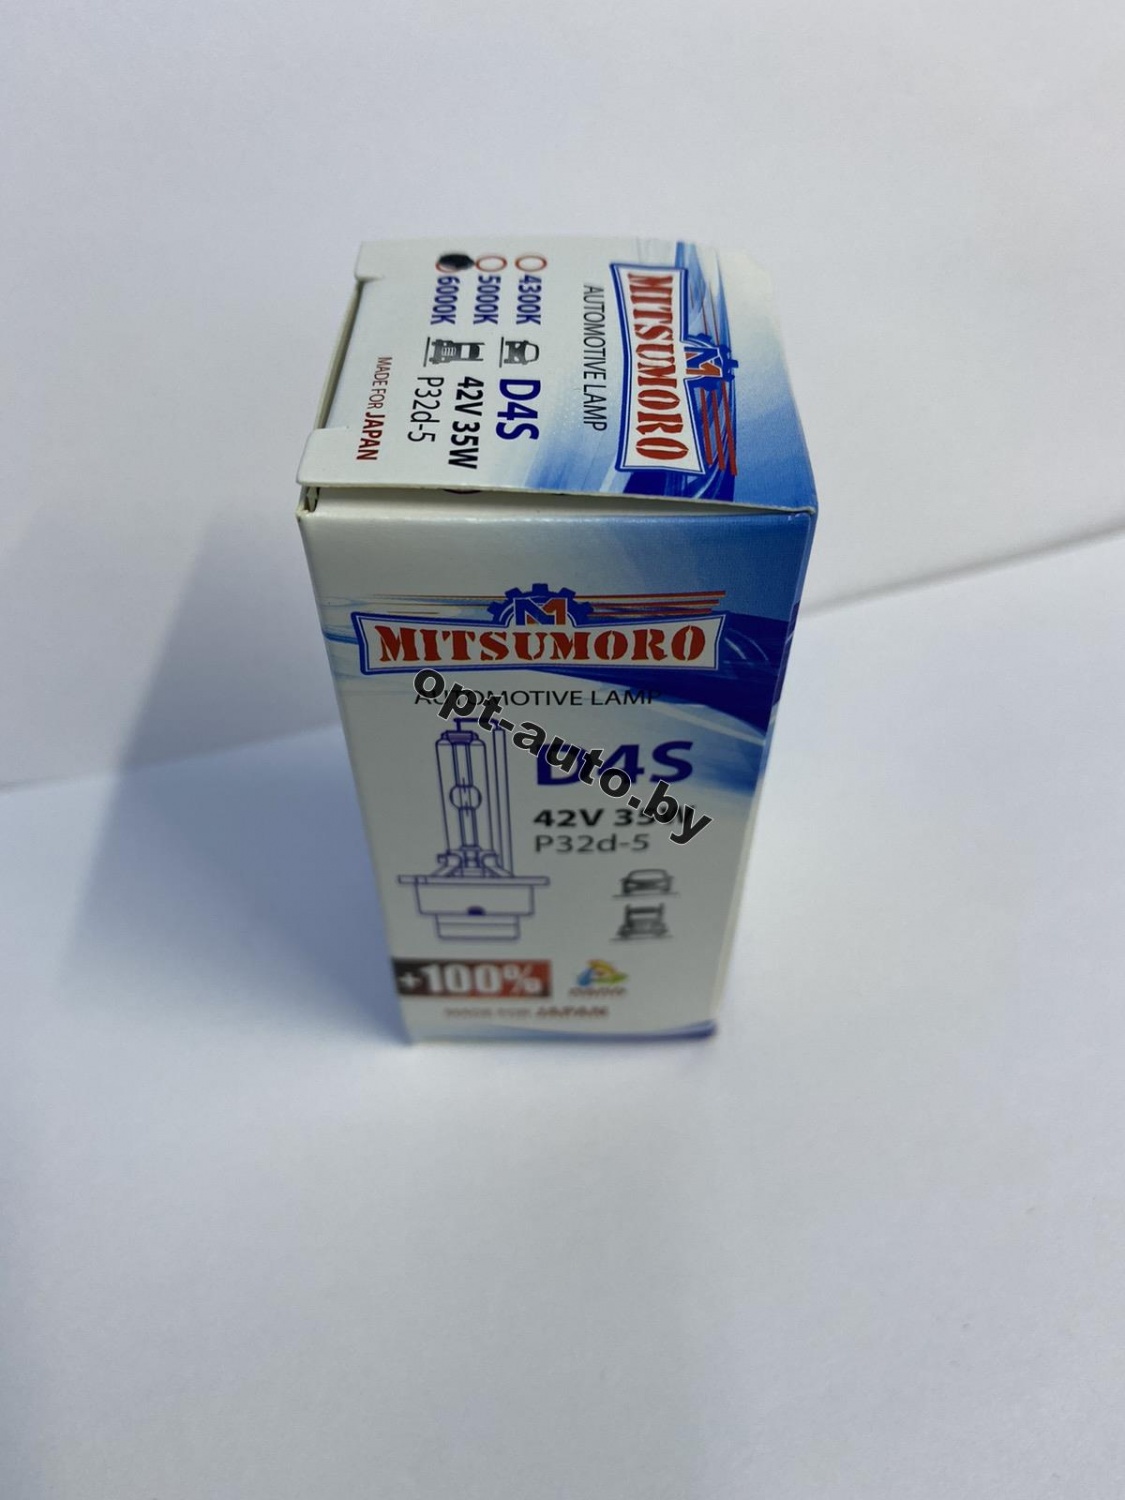 MITSUMORO
AUTOMOTIVE LAMP
4300K
5000K
6000K
D4S
42V 35W
P32d-5
MADE FOR JAPAN
M
MITSUMORO
AUTOMOTIVE LAMP
D4S
42V 35W
P32d-5
+100%
MADE FOR JAPAN
opt-auto.by